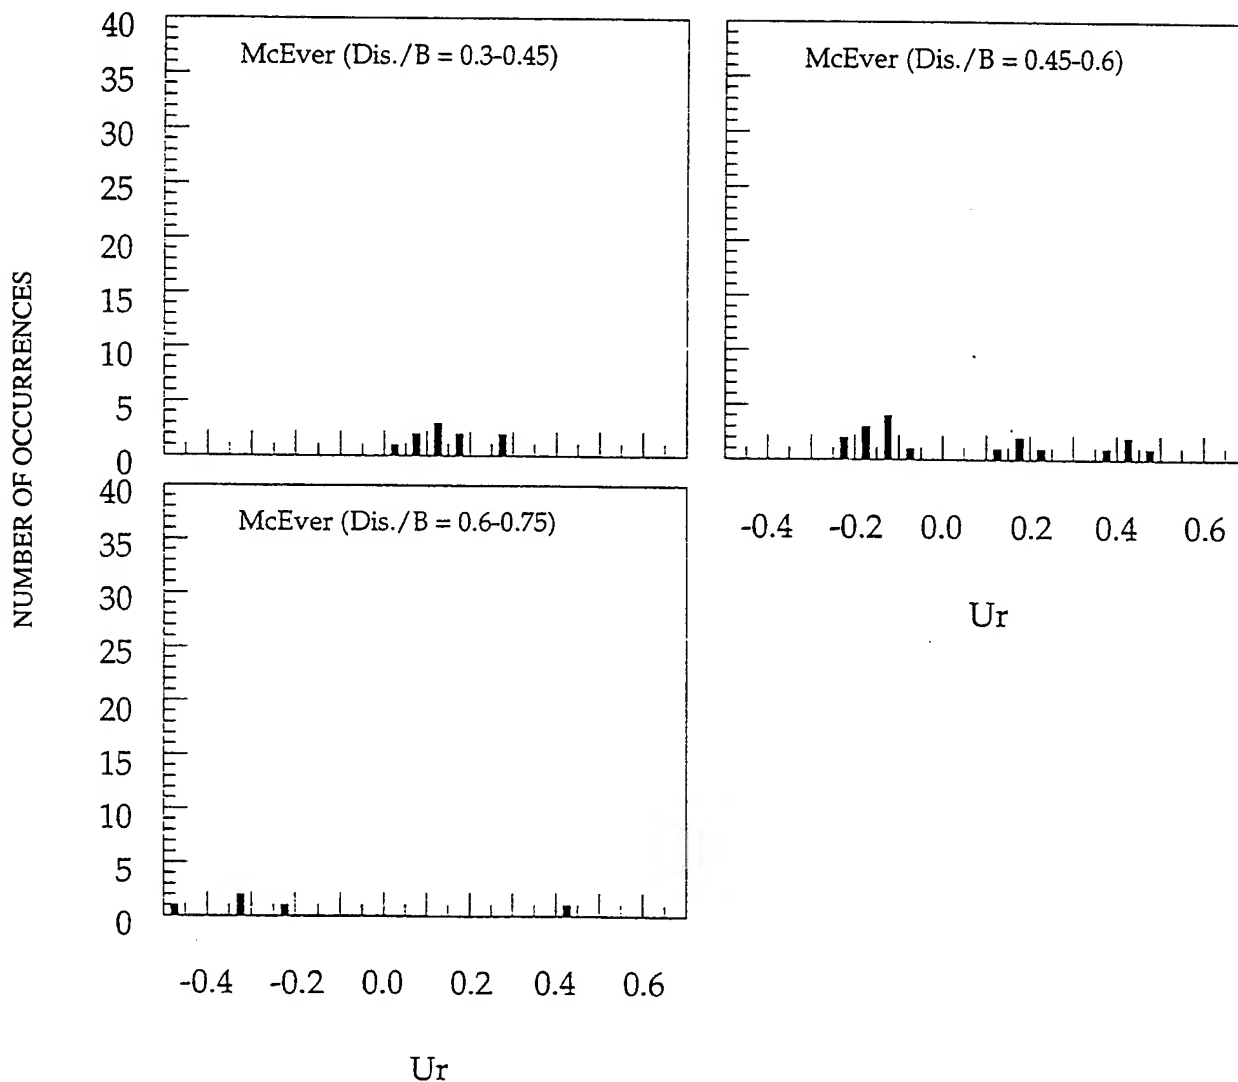 NUMBER OF OCCURRENCES
McEver (Dis./B = 0.3-0.45)
40
35
30
25
20
15
10
5
0
McEver (Dis./B = 0.45-0.6)
-0.4 -0.2 0.0 0.2 0.4 0.6
Ur
McEver (Dis./B = 0.6-0.75)
40
35
30
25
20
15
10
5
0
-0.4 -0.2 0.0 0.2 0.4 0.6
Ur